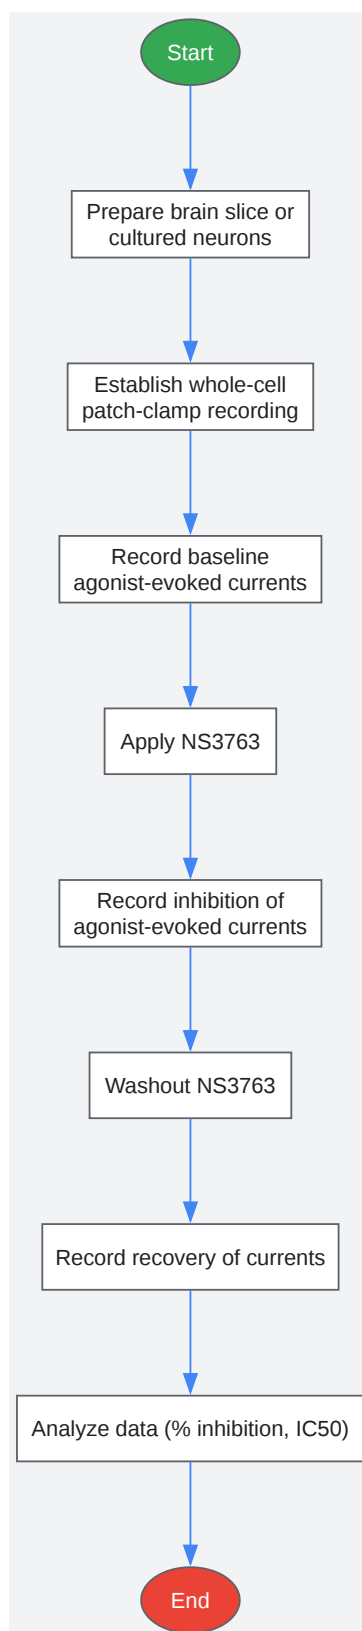 Start
Prepare brain slice or
cultured neurons
Establish whole-cell
patch-clamp recording
Record baseline
agonist-evoked currents
Apply NS3763
Record inhibition of
agonist-evoked currents
Washout NS3763
Record recovery of currents
Analyze data (% inhibition, IC50)
End